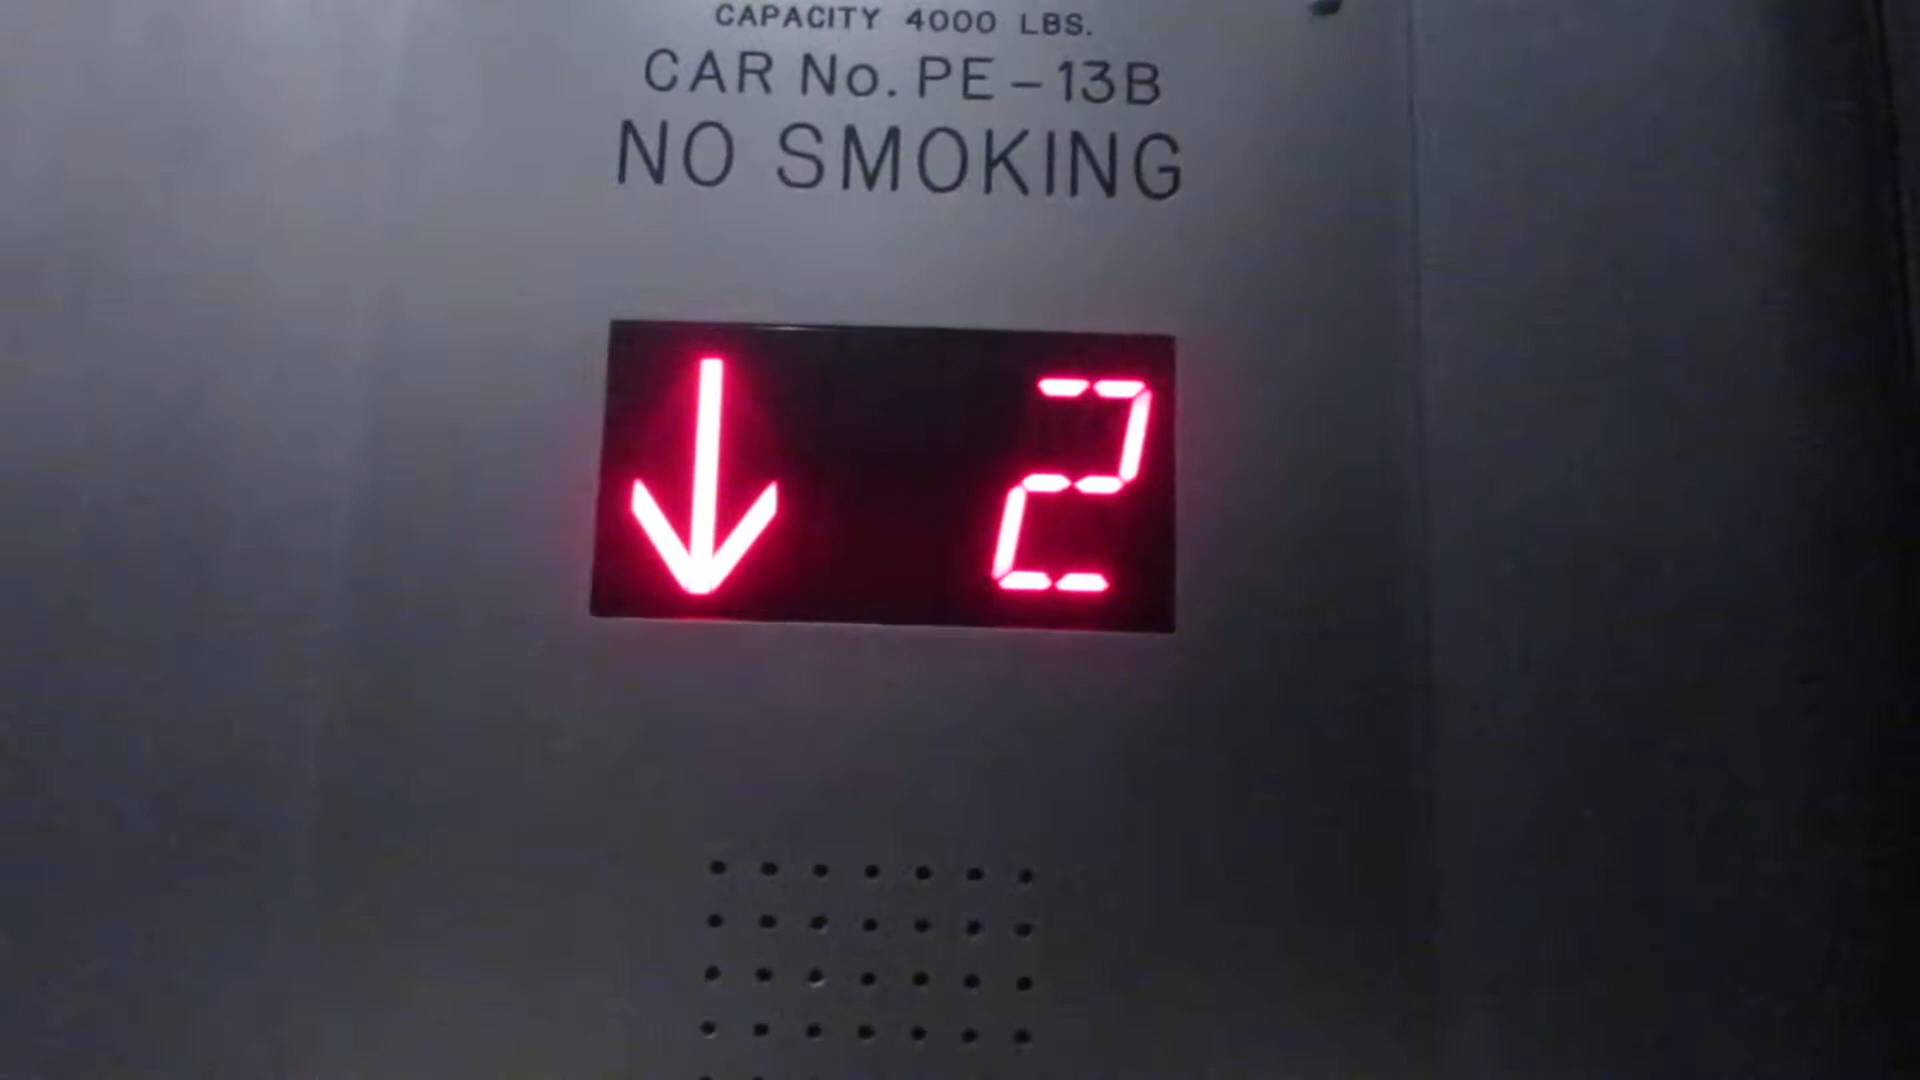 CAPACITY 4000 LBS.
CAR No. PE-13B
NO SMOKING
↓ 2